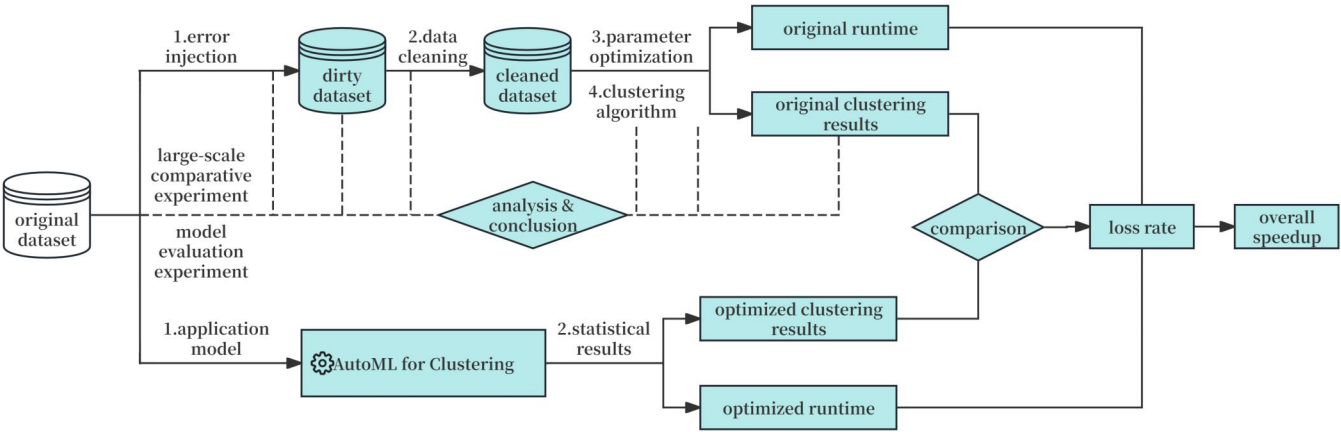 1.error
injection
dirty
dataset
2.data
cleaning
cleaned
dataset
3.parameter
optimization
4.clustering
algorithm
original runtime
original clustering
results
large-scale
comparative
experiment
original
dataset
model
evaluation
experiment
analysis &
conclusion
comparison
loss rate
overall
speedup
1.application
model
AutoML for Clustering
2.statistical
results
optimized clustering
results
optimized runtime